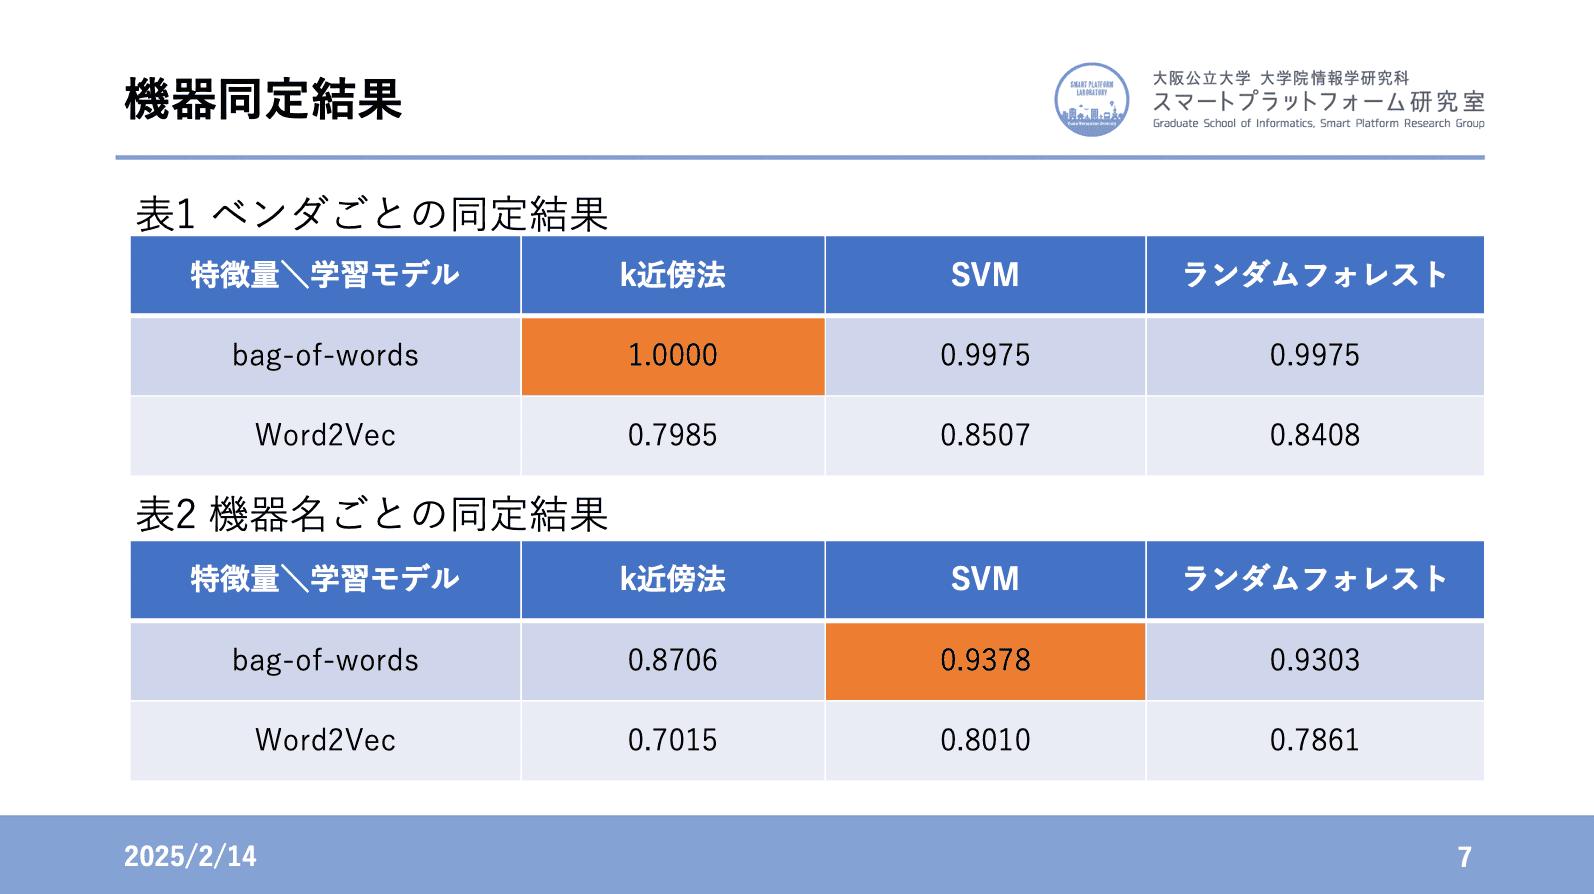 機器同定結果
SMART PLATFORM
LABORATORY
大阪公立大学 大学院情報学研究科
スマートプラットフォーム研究室
Graduate School of Informatics, Smart Platform Research Group
表1 ベンダごとの同定結果
特徴量＼学習モデル k近傍法 SVM ランダムフォレスト
bag-of-words 1.0000 0.9975 0.9975
Word2Vec 0.7985 0.8507 0.8408
表2 機器名ごとの同定結果
特徴量＼学習モデル k近傍法 SVM ランダムフォレスト
bag-of-words 0.8706 0.9378 0.9303
Word2Vec 0.7015 0.8010 0.7861
2025/2/14 7